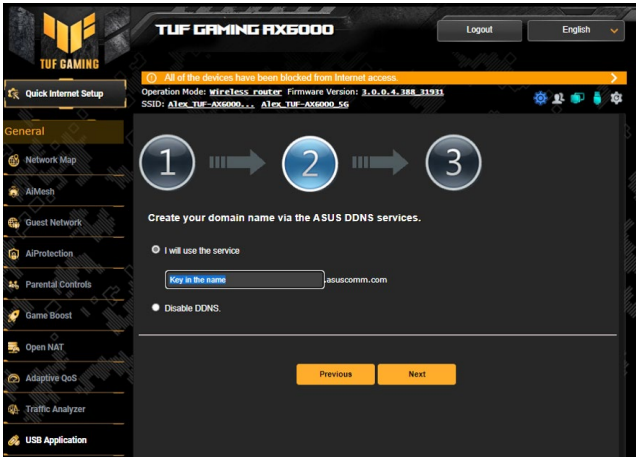 TUF GAMING
TUF GAMING AX6000
Logout
English
All of the devices have been blocked from Internet access.
Quick Internet Setup
Operation Mode: Wireless router Firmware Version: 3.0.0.4.388_31931
SSID: Alex_TUF-AX6000... Alex_TUF-AX6000_5G
General
Network Map
AiMesh
Guest Network
AiProtection
Parental Controls
Game Boost
Open NAT
Adaptive QoS
Traffic Analyzer
USB Application
1
2
3
Create your domain name via the ASUS DDNS services.
I will use the service
Key in the name .asuscomm.com
Disable DDNS.
Previous
Next